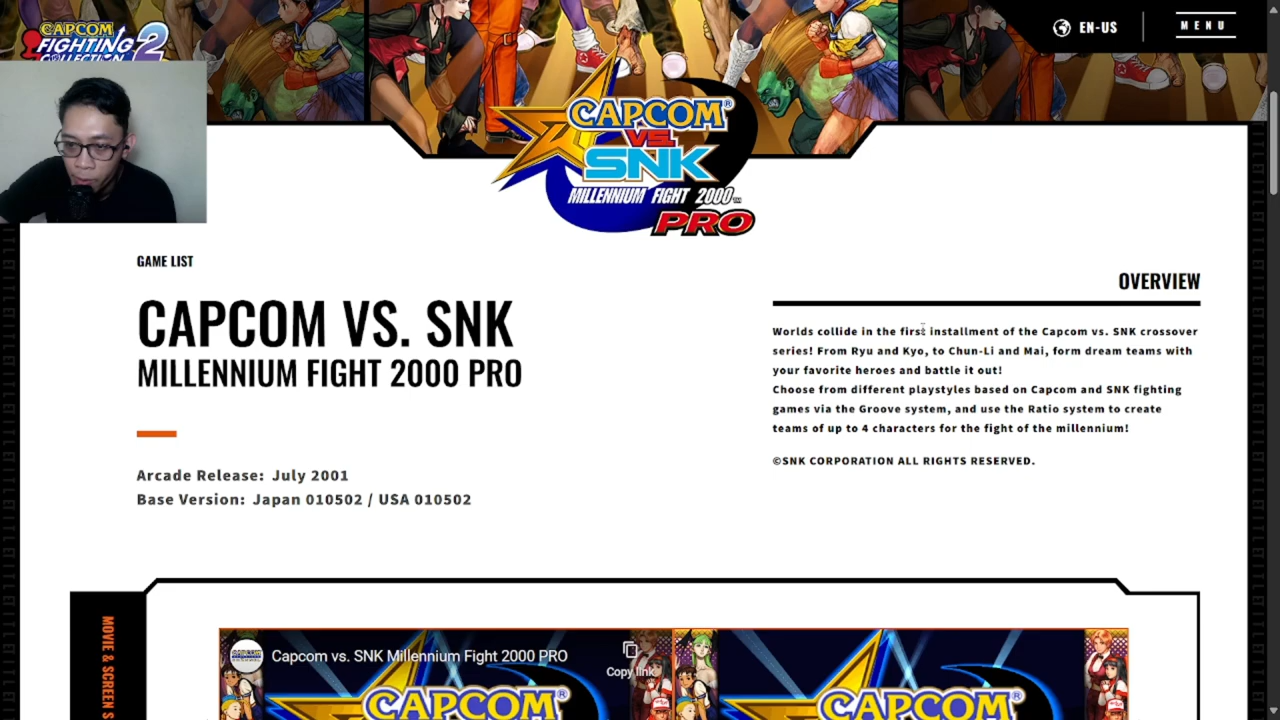 CAPCOM
FIGHTING
COLLECTION 2
EN-US
MENU
CAPCOM®
VS.
SNK
MILLENNIUM FIGHT 2000™
PRO
GAME LIST
CAPCOM VS. SNK
MILLENNIUM FIGHT 2000 PRO
Arcade Release: July 2001
Base Version: Japan 010502 / USA 010502
OVERVIEW
Worlds collide in the first installment of the Capcom vs. SNK crossover
series! From Ryu and Kyo, to Chun-Li and Mai, form dream teams with
your favorite heroes and battle it out!
Choose from different playstyles based on Capcom and SNK fighting
games via the Groove system, and use the Ratio system to create
teams of up to 4 characters for the fight of the millennium!
©SNK CORPORATION ALL RIGHTS RESERVED.
MOVIE & SCREEN S
Capcom vs. SNK Millennium Fight 2000 PRO
Copy link
CAPCOM®
CAPCOM®